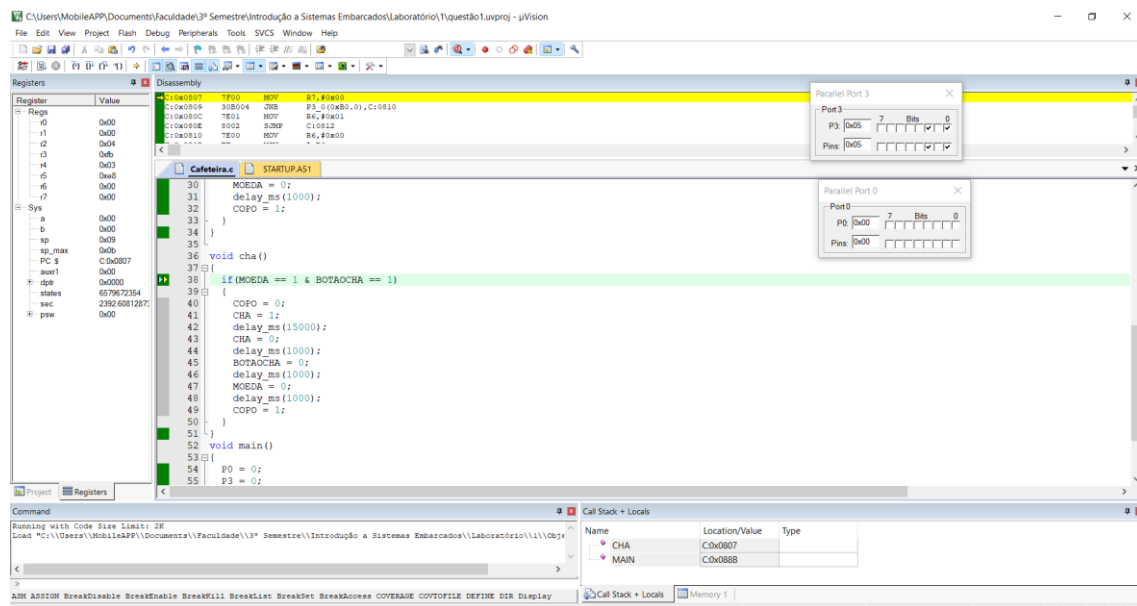 C:\Users\MobileAPP\Documents\Faculdade\3º Semestre\Introdução a Sistemas Embarcados\Laboratório\1\questão1.uvproj - µVision
File Edit View Project Flash Debug Peripherals Tools SVCS Window Help
Registers
Register Value
Regs
r0 0x00
r1 0x00
r2 0x04
r3 0xfb
r4 0x03
r5 0xe8
r6 0x00
r7 0x00
Sys
a 0x00
b 0x00
sp 0x09
sp_max 0x0b
PC $ C:0x0807
auxr1 0x00
dptr 0x0000
states 6579672354
sec 2392.60812873
psw 0x00
Project Registers
Disassembly
C:0x0807 7F00 MOV R7,#0x00
C:0x0809 30B004 JNB P3_0(0xB0.0),C:0810
C:0x080C 7E01 MOV R6,#0x01
C:0x080E 8002 SJMP C:0812
C:0x0810 7E00 MOV R6,#0x00
Cafeteira.c STARTUP.A51
30 MOEDA = 0;
31 delay_ms(1000);
32 COPO = 1;
33 }
34 }
35
36 void cha()
37 {
38 if(MOEDA == 1 & BOTAOCHA == 1)
39 {
40 COPO = 0;
41 CHA = 1;
42 delay_ms(15000);
43 CHA = 0;
44 delay_ms(1000);
45 BOTAOCHA = 0;
46 delay_ms(1000);
47 MOEDA = 0;
48 delay_ms(1000);
49 COPO = 1;
50 }
51 }
52 void main()
53 {
54 P0 = 0;
55 P3 = 0;
Parallel Port 3
Port 3
7 Bits 0
P3: 0x05
Pins: 0x05
Parallel Port 0
Port 0
7 Bits 0
P0: 0x00
Pins: 0x00
Command
Running with Code Size Limit: 2K
Load "C:\\Users\\MobileAPP\\Documents\\Faculdade\\3° Semestre\\Introdução a Sistemas Embarcados\\Laboratório\\1\\Obje
>
ASM ASSIGN BreakDisable BreakEnable BreakKill BreakList BreakSet BreakAccess COVERAGE COVTOFILE DEFINE DIR Display
Call Stack + Locals
Name Location/Value Type
CHA C:0x0807
MAIN C:0x088B
Call Stack + Locals Memory 1